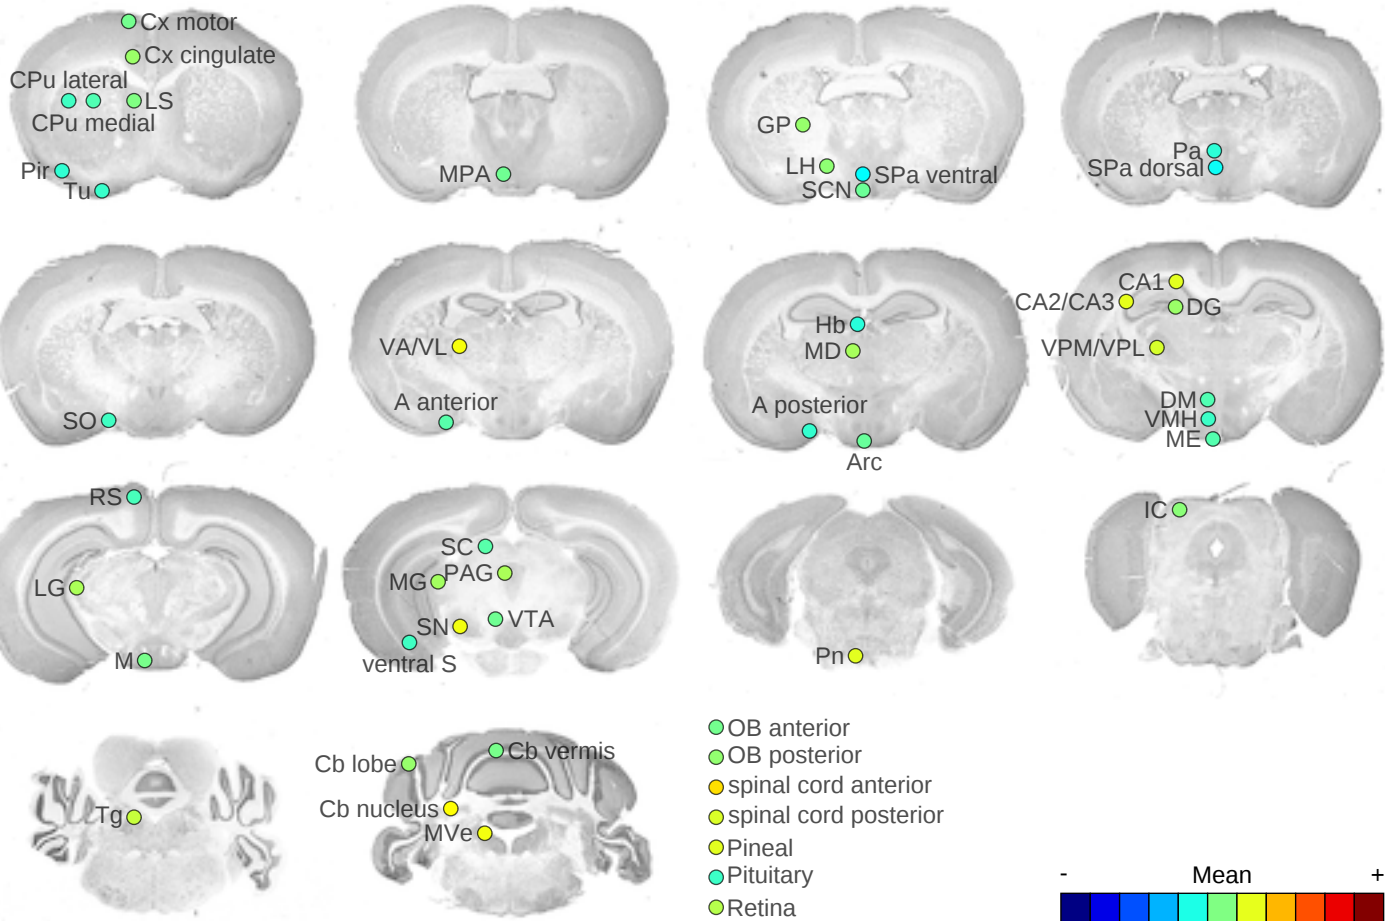 Cx motor
Cx cingulate
CPu lateral
LS
CPu medial
Pir
Tu
MPA
GP
LH
SPa ventral
SCN
Pa
SPa dorsal
SO
VA/VL
A anterior
Hb
MD
A posterior
Arc
CA1
CA2/CA3
DG
VPM/VPL
DM
VMH
ME
RS
LG
M
SC
MG
PAG
SN
VTA
ventral S
Pn
IC
Tg
Cb lobe
Cb vermis
Cb nucleus
MVe
OB anterior
OB posterior
spinal cord anterior
spinal cord posterior
Pineal
Pituitary
Retina
- Mean +